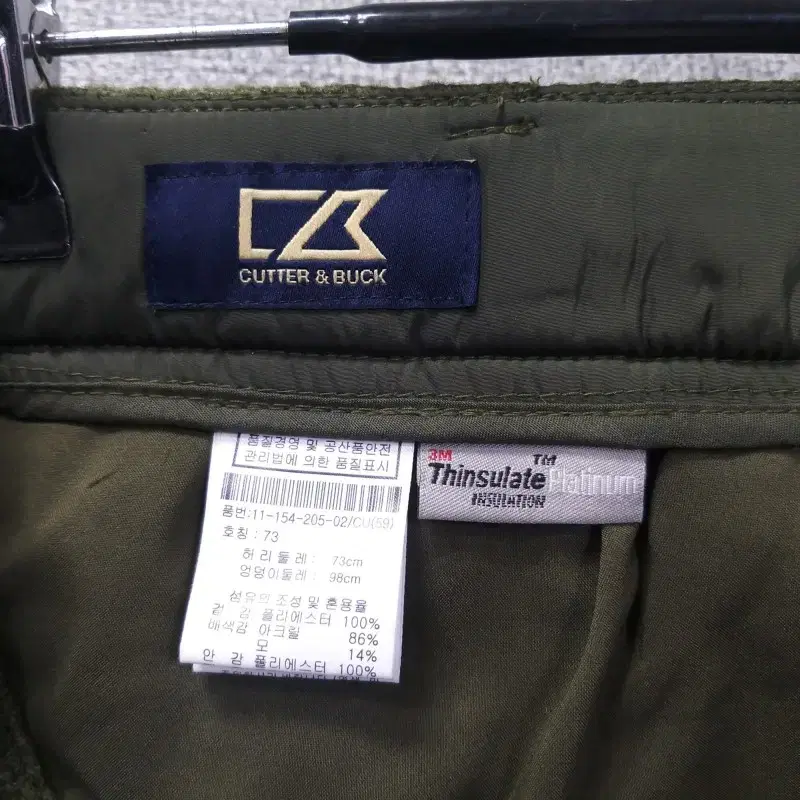 CUTTER & BUCK
품질경영 및 공산품안전
관리법에 의한 품질표시
품번:11-154-205-02/CU(59)
호칭 : 73
허 리 둘 레 : 73cm
엉덩이둘레 : 98cm
섬유의 조성 및 혼용율
겉 감 폴리에스터 100%
배색감 아크릴 86%
모 14%
안 감 폴리에스터 100%
3M TM
Thinsulate Platinum
INSULATION